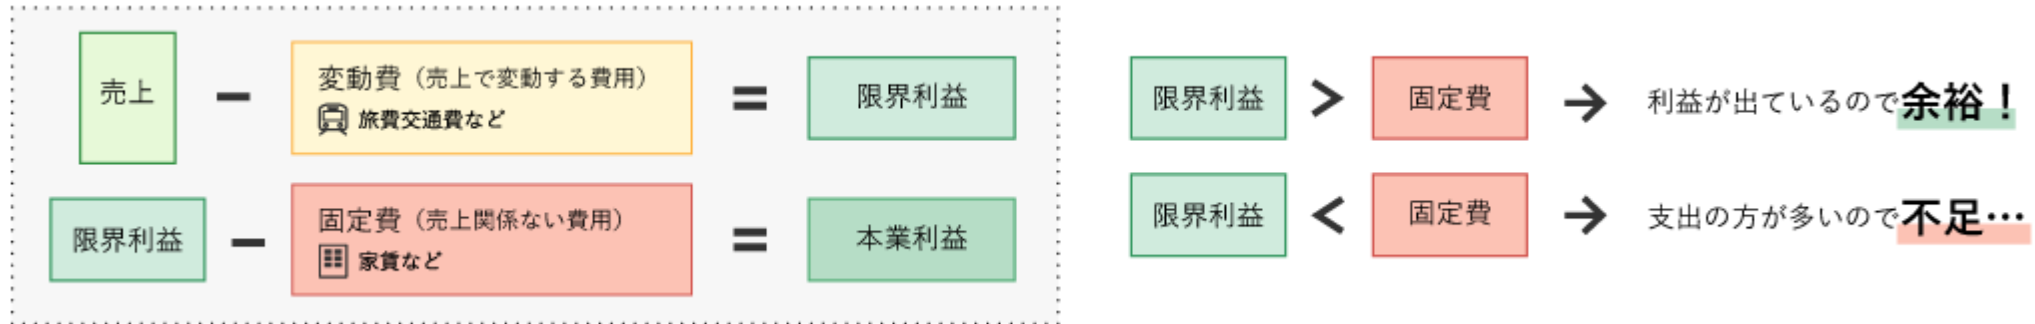 売上 − 変動費（売上で変動する費用） = 限界利益
旅費交通費など
限界利益 − 固定費（売上関係ない費用） = 本業利益
家賃など
限界利益 > 固定費 → 利益が出ているので余裕！
限界利益 < 固定費 → 支出の方が多いので不足…